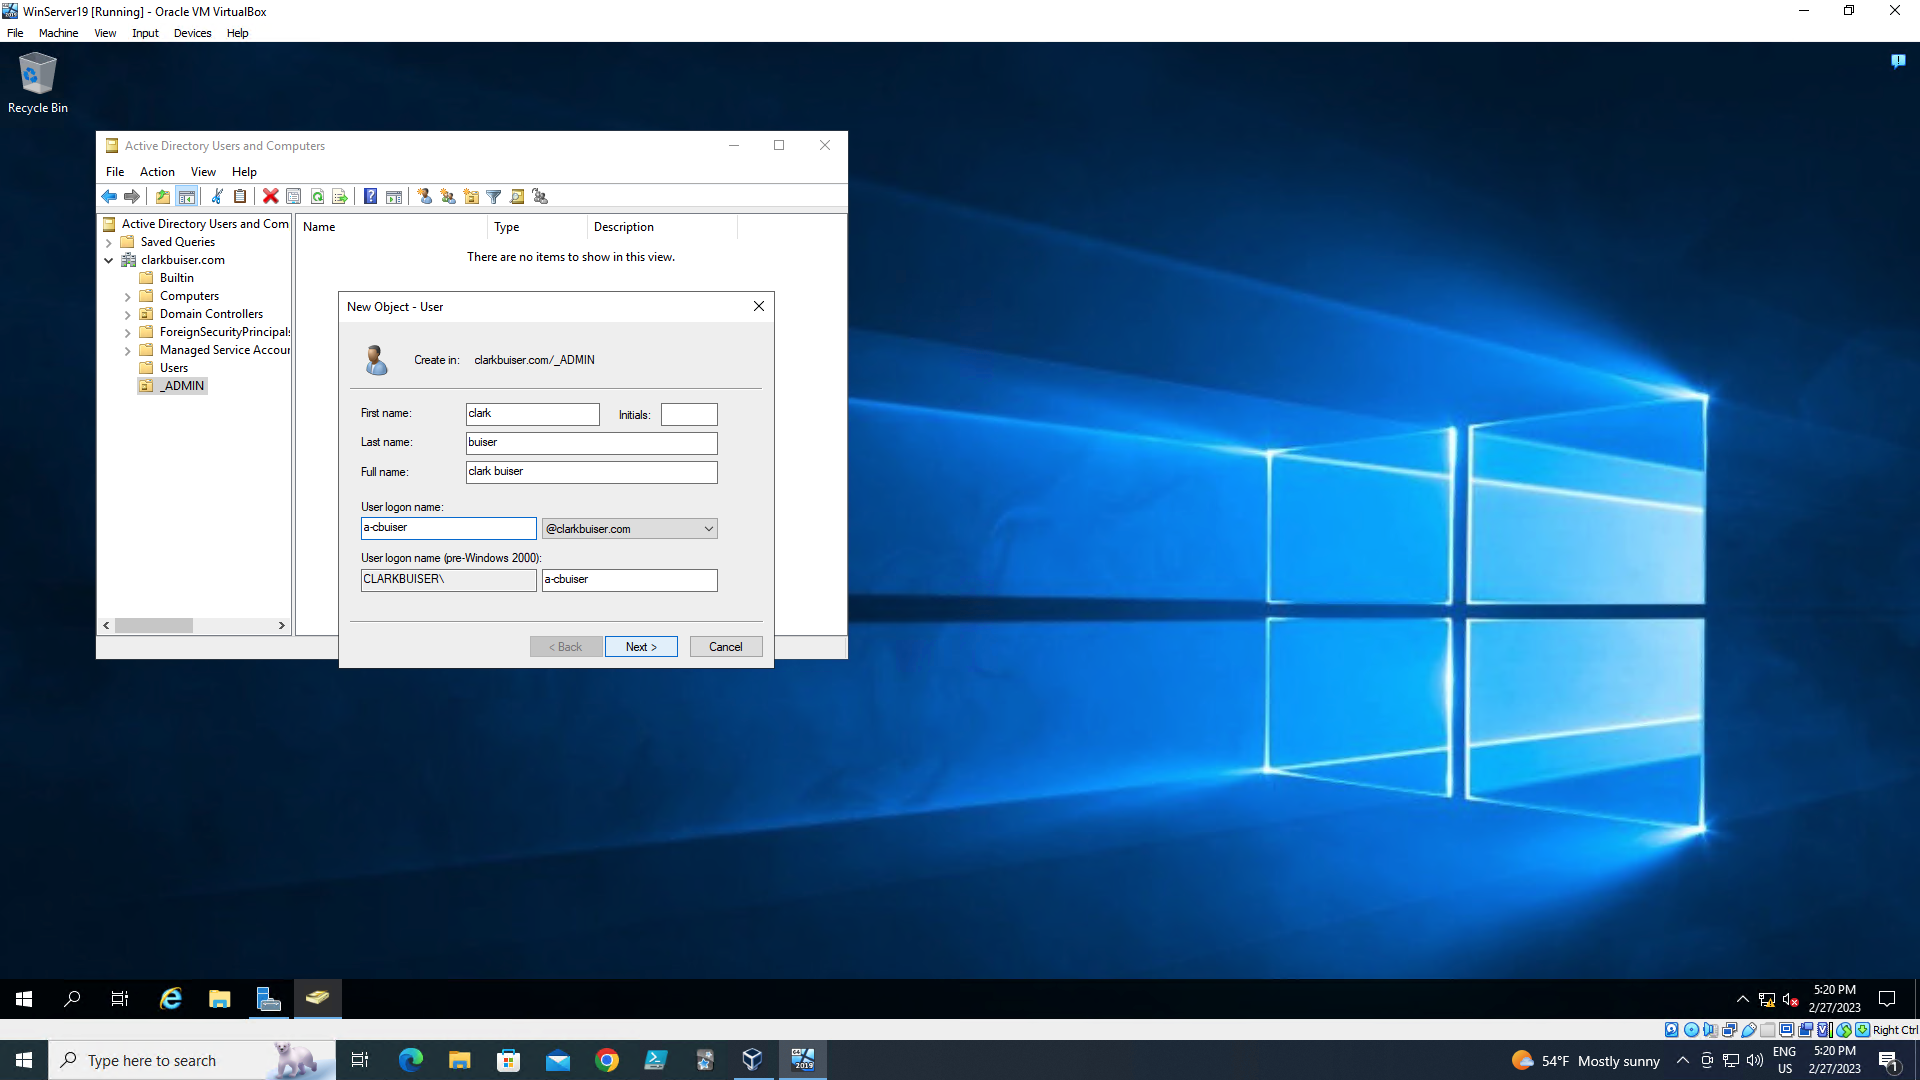 WinServer19 [Running] - Oracle VM VirtualBox
File Machine View Input Devices Help
Recycle Bin
Active Directory Users and Computers
File Action View Help
Active Directory Users and Com
Saved Queries
clarkbuiser.com
Builtin
Computers
Domain Controllers
ForeignSecurityPrincipals
Managed Service Accour
Users
_ADMIN
Name Type Description
There are no items to show in this view.
New Object - User
Create in: clarkbuiser.com/_ADMIN
First name: clark Initials:
Last name: buiser
Full name: clark buiser
User logon name:
a-cbuiser @clarkbuiser.com
User logon name (pre-Windows 2000):
CLARKBUISER\ a-cbuiser
< Back Next > Cancel
5:20 PM
2/27/2023
Right Ctrl
Type here to search
2019
54°F Mostly sunny
ENG
US
5:20 PM
2/27/2023
1